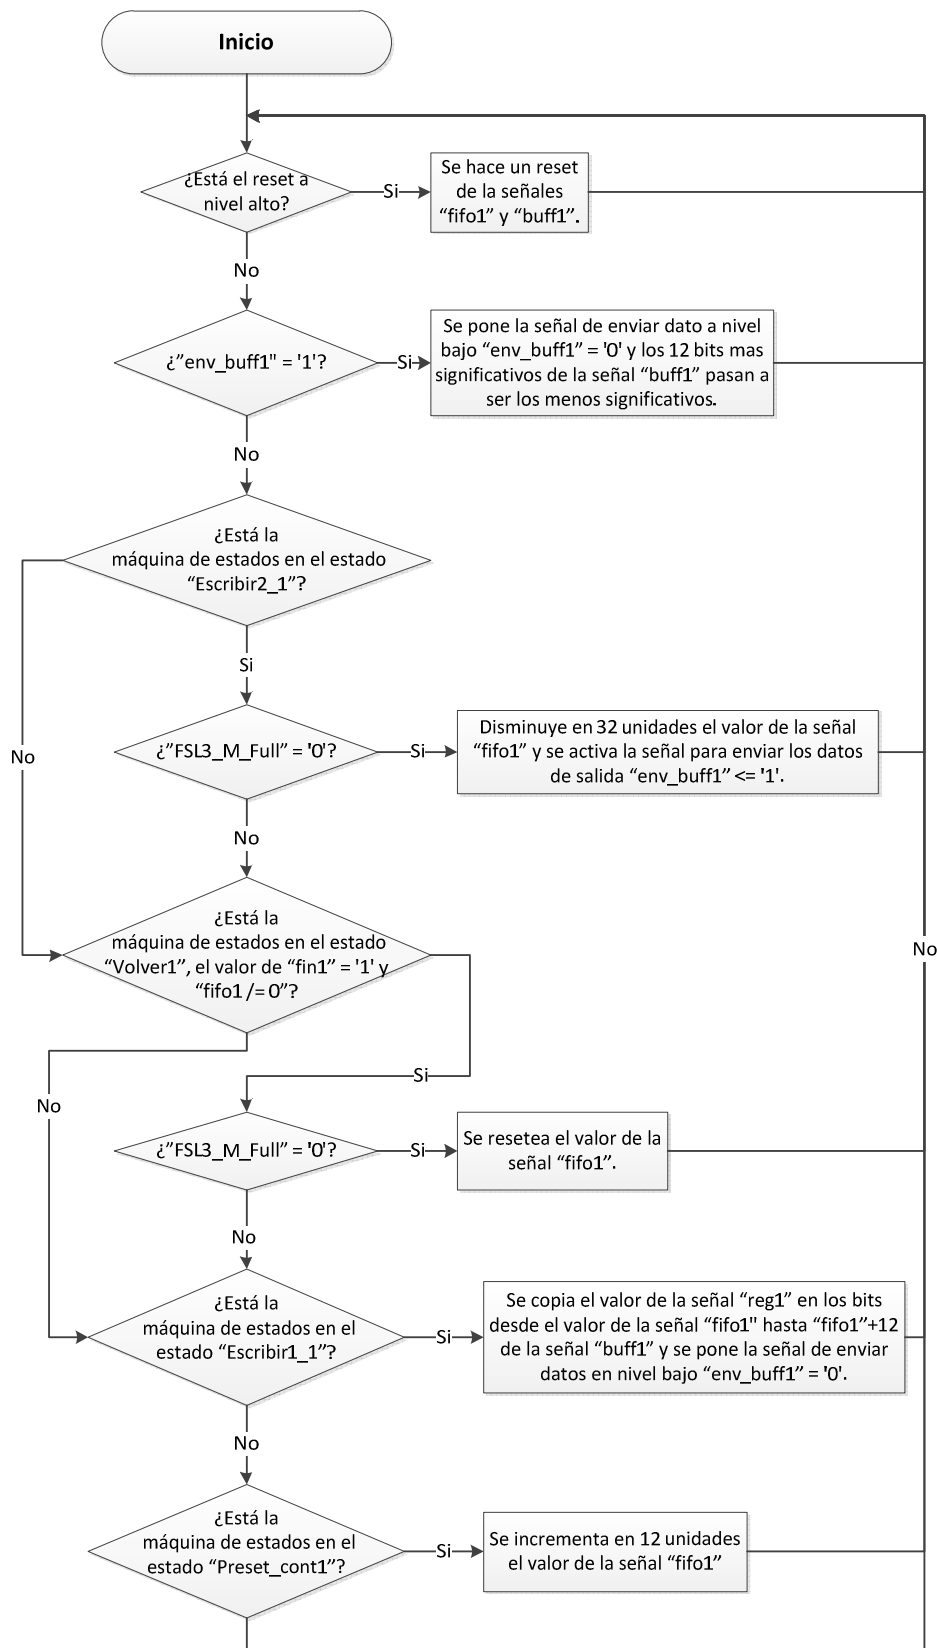 Inicio
¿Está el reset a
nivel alto?
Si
Se hace un reset
de la señales
“fifo1” y “buff1”.
No
¿”env_buff1" = '1'?
Si
Se pone la señal de enviar dato a nivel
bajo “env_buff1” = '0' y los 12 bits mas
significativos de la señal “buff1” pasan a
ser los menos significativos.
No
¿Está la
máquina de estados en el estado
“Escribir2_1”?
Si
No
¿”FSL3_M_Full” = '0'?
Si
Disminuye en 32 unidades el valor de la señal
“fifo1” y se activa la señal para enviar los datos
de salida “env_buff1” <= '1'.
No
¿Está la
máquina de estados en el estado
“Volver1”, el valor de “fin1” = '1' y
“fifo1 /= 0”?
No
Si
No
¿”FSL3_M_Full” = '0'?
Si
Se resetea el valor de la
señal “fifo1”.
No
¿Está la
máquina de estados en el
estado “Escribir1_1”?
Si
Se copia el valor de la señal “reg1” en los bits
desde el valor de la señal “fifo1" hasta “fifo1”+12
de la señal “buff1” y se pone la señal de enviar
datos en nivel bajo “env_buff1” = '0'.
No
¿Está la
máquina de estados en el
estado “Preset_cont1”?
Si
Se incrementa en 12 unidades
el valor de la señal “fifo1”